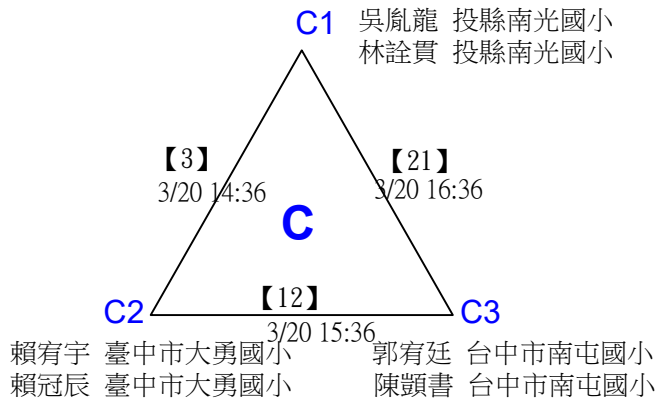 C1 吳胤龍 投縣南光國小
林詮貫 投縣南光國小
【3】
3/20 14:36
【21】
3/20 16:36
C
【12】
3/20 15:36
C2
C3
賴宥宇 臺中市大勇國小
賴冠辰 臺中市大勇國小
郭宥廷 台中市南屯國小
陳顗書 台中市南屯國小